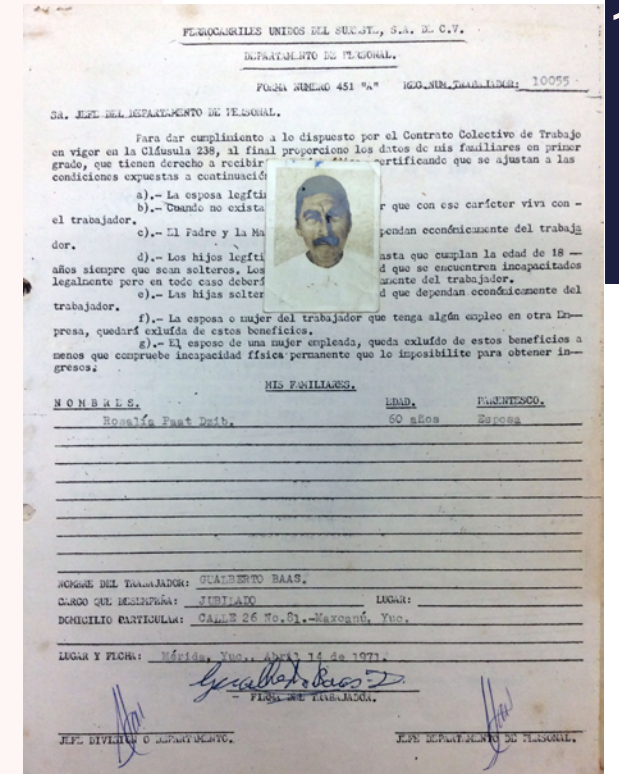 FERROCARRILES UNIDOS DEL SURESTE, S.A. DE C.V.
DEPARTAMENTO DE PERSONAL.
FORMA NUMERO 451 "A" REG.NUM.TRABAJADOR: 10055
SR. JEFE DEL DEPARTAMENTO DE PERSONAL.
Para dar cumplimiento a lo dispuesto por el Contrato Colectivo de Trabajo
en vigor en la Cláusula 238, al final proporciono los datos de mis familiares en primer
grado, que tienen derecho a recibir certificando que se ajustan a las
condiciones expuestas a continuació
a).- La esposa legíti
b).- Cuando no exista r que con ese carácter viví con -
el trabajador.
c).- El Padre y la Ma pendan económicamente del trabaja
dor.
d).- Los hijos legíti asta que cumplan la edad de 18 —
años siempre que sean solteros. Los d que se encuentren incapacitados
legalmente pero en todo caso deberí amente del trabajador.
e).- Las hijas solter d que dependan económicamente del
trabajador.
f).- La esposa o mujer del trabajador que tenga algún empleo en otra Em—
presa, quedará exluída de estos beneficios.
g).- El esposo de una mujer empleada, queda exluído de estos beneficios a
menos que compruebe incapacidad física permanente que lo imposibilite para obtener in—
gresos.
MIS FAMILIARES.
NOMBRES. EDAD. PARENTESCO.
Rosalía Past Dzib. 60 años Esposa
NOMBRE DEL TRABAJADOR: GUALBERTO BAAS.
CARGO QUE DESEMPEÑA: JUBILADO LUGAR:
DOMICILIO PARTICULAR: CALLE 26 No.81.-Maxcanú, Yuc.
LUGAR Y FECHA: Mérida, Yuc., Abril 14 de 1971.
Gualberto Baas D.
- FIRMA DEL TRABAJADOR.
JEFE DIVISION O DEPARTAMENTO. JEFE DEPARTAMENTO DE PERSONAL.